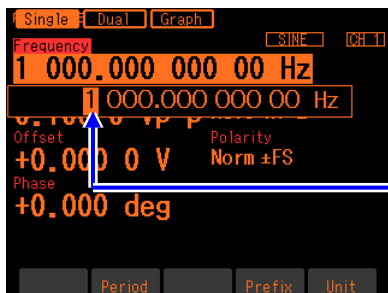 Single Dual Graph
SINE CH 1
Frequency
1 000.000 000 00 Hz
1 000.000 000 00 Hz
Offset Polarity
+0.000 0 V Norm ±FS
Phase
+0.000 deg
Period Prefix Unit